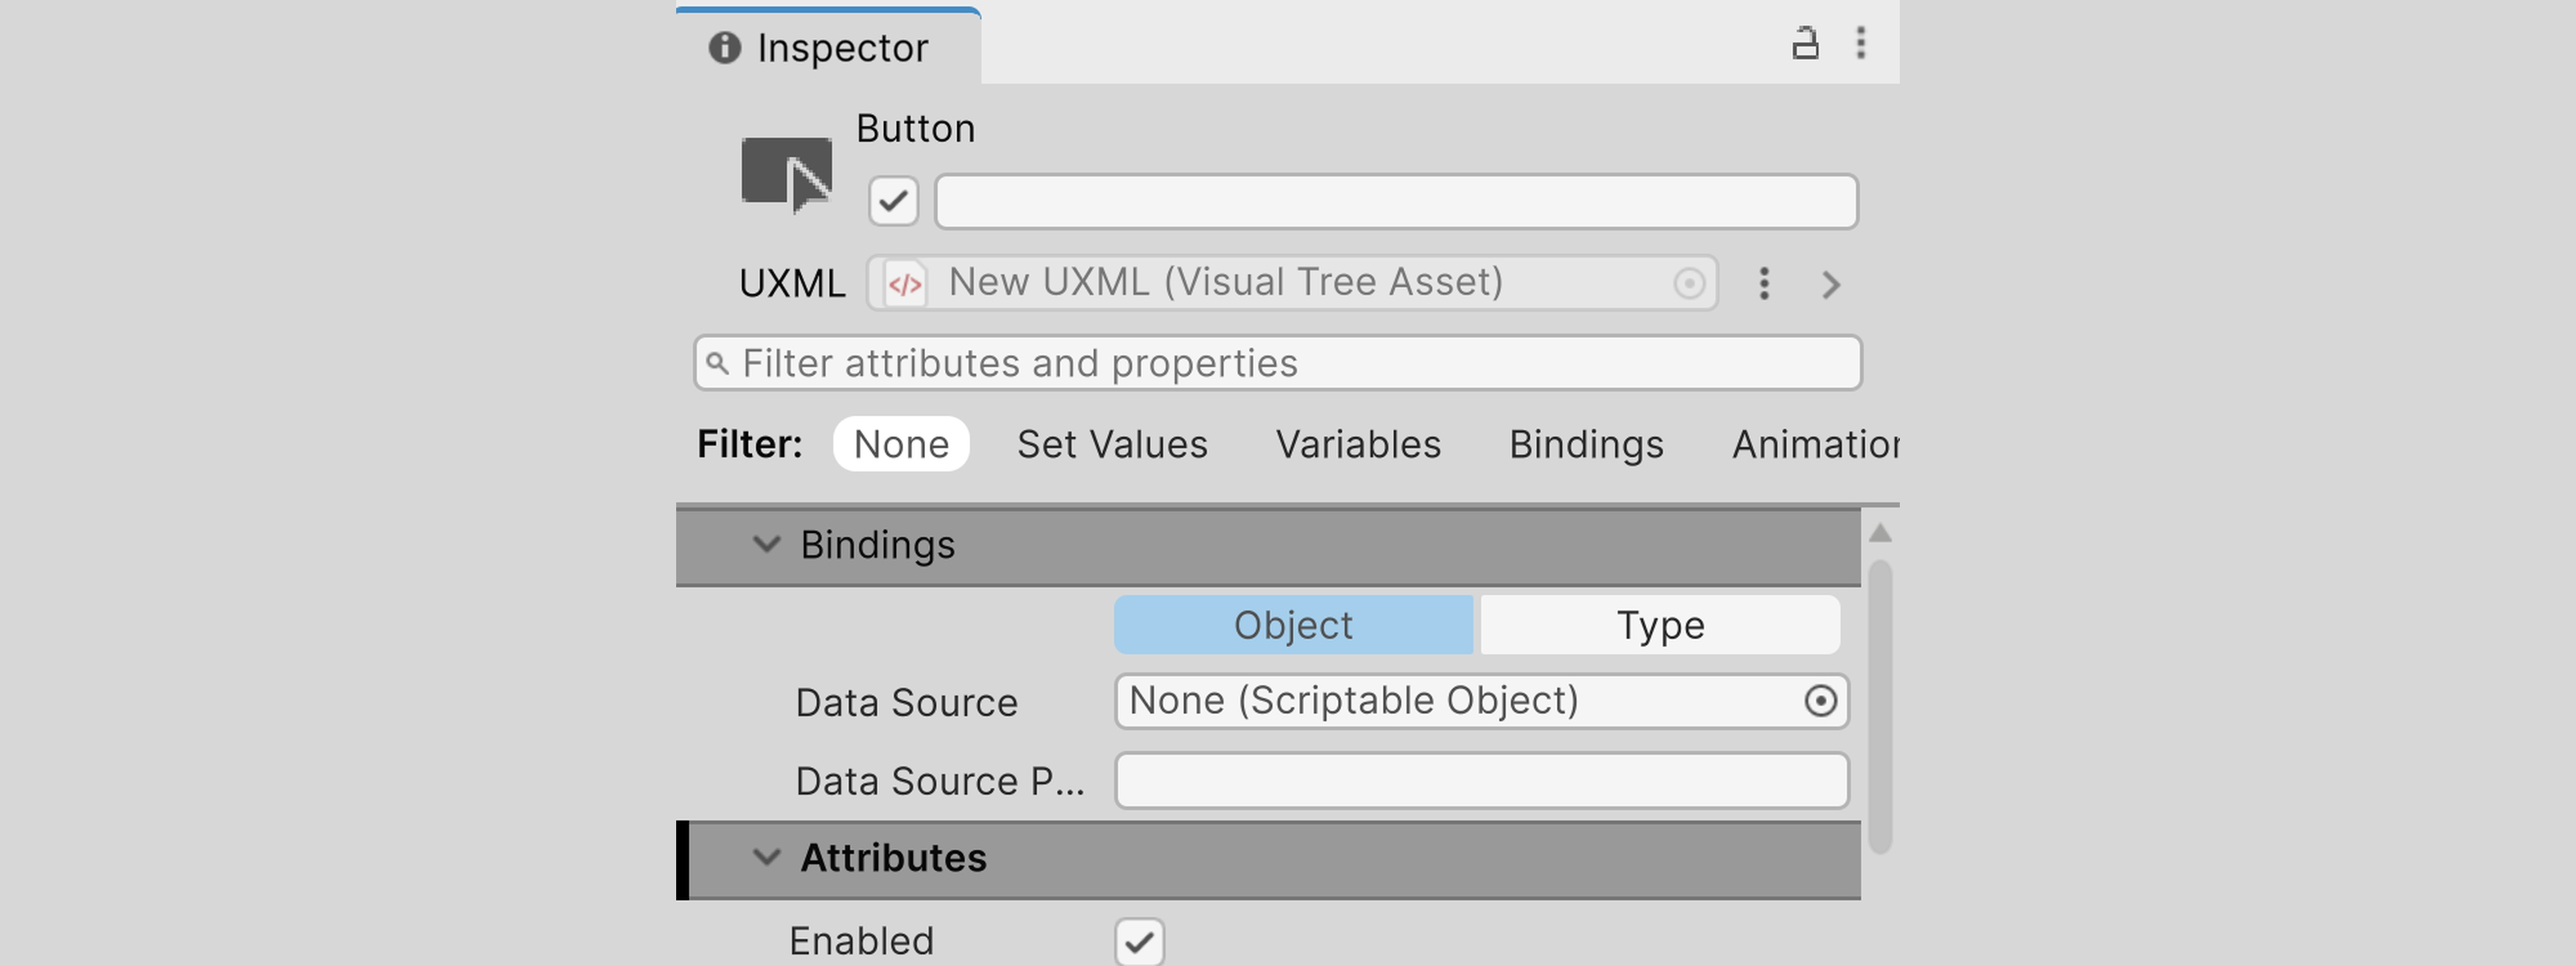 Inspector
Button
UXML </> New UXML (Visual Tree Asset)
Filter attributes and properties
Filter: None Set Values Variables Bindings Animation
Bindings
Object Type
Data Source None (Scriptable Object)
Data Source P...
Attributes
Enabled